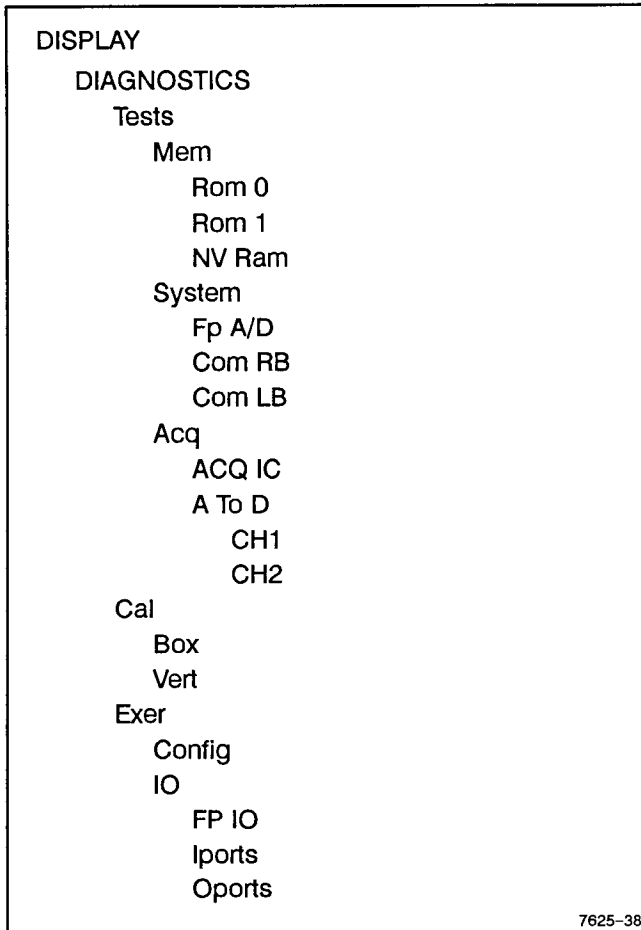 DISPLAY
DIAGNOSTICS
Tests
Mem
Rom 0
Rom 1
NV Ram
System
Fp A/D
Com RB
Com LB
Acq
ACQ IC
A To D
CH1
CH2
Cal
Box
Vert
Exer
Config
IO
FP IO
Iports
Oports
7625-38